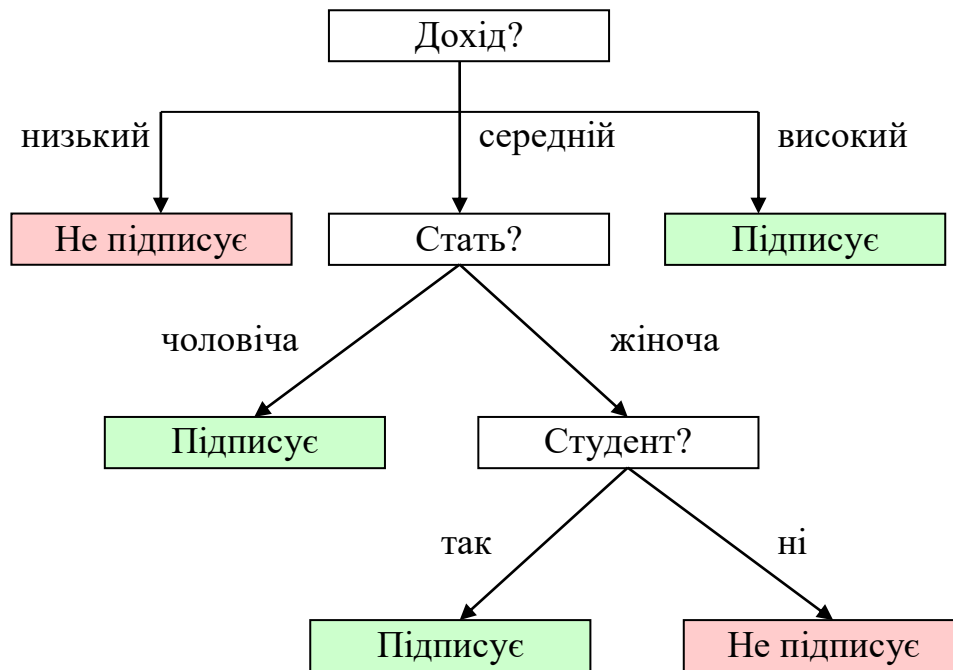 Дохід?
низький
середній
високий
Не підписує
Стать?
Підписує
чоловіча
жіноча
Підписує
Студент?
так
ні
Підписує
Не підписує